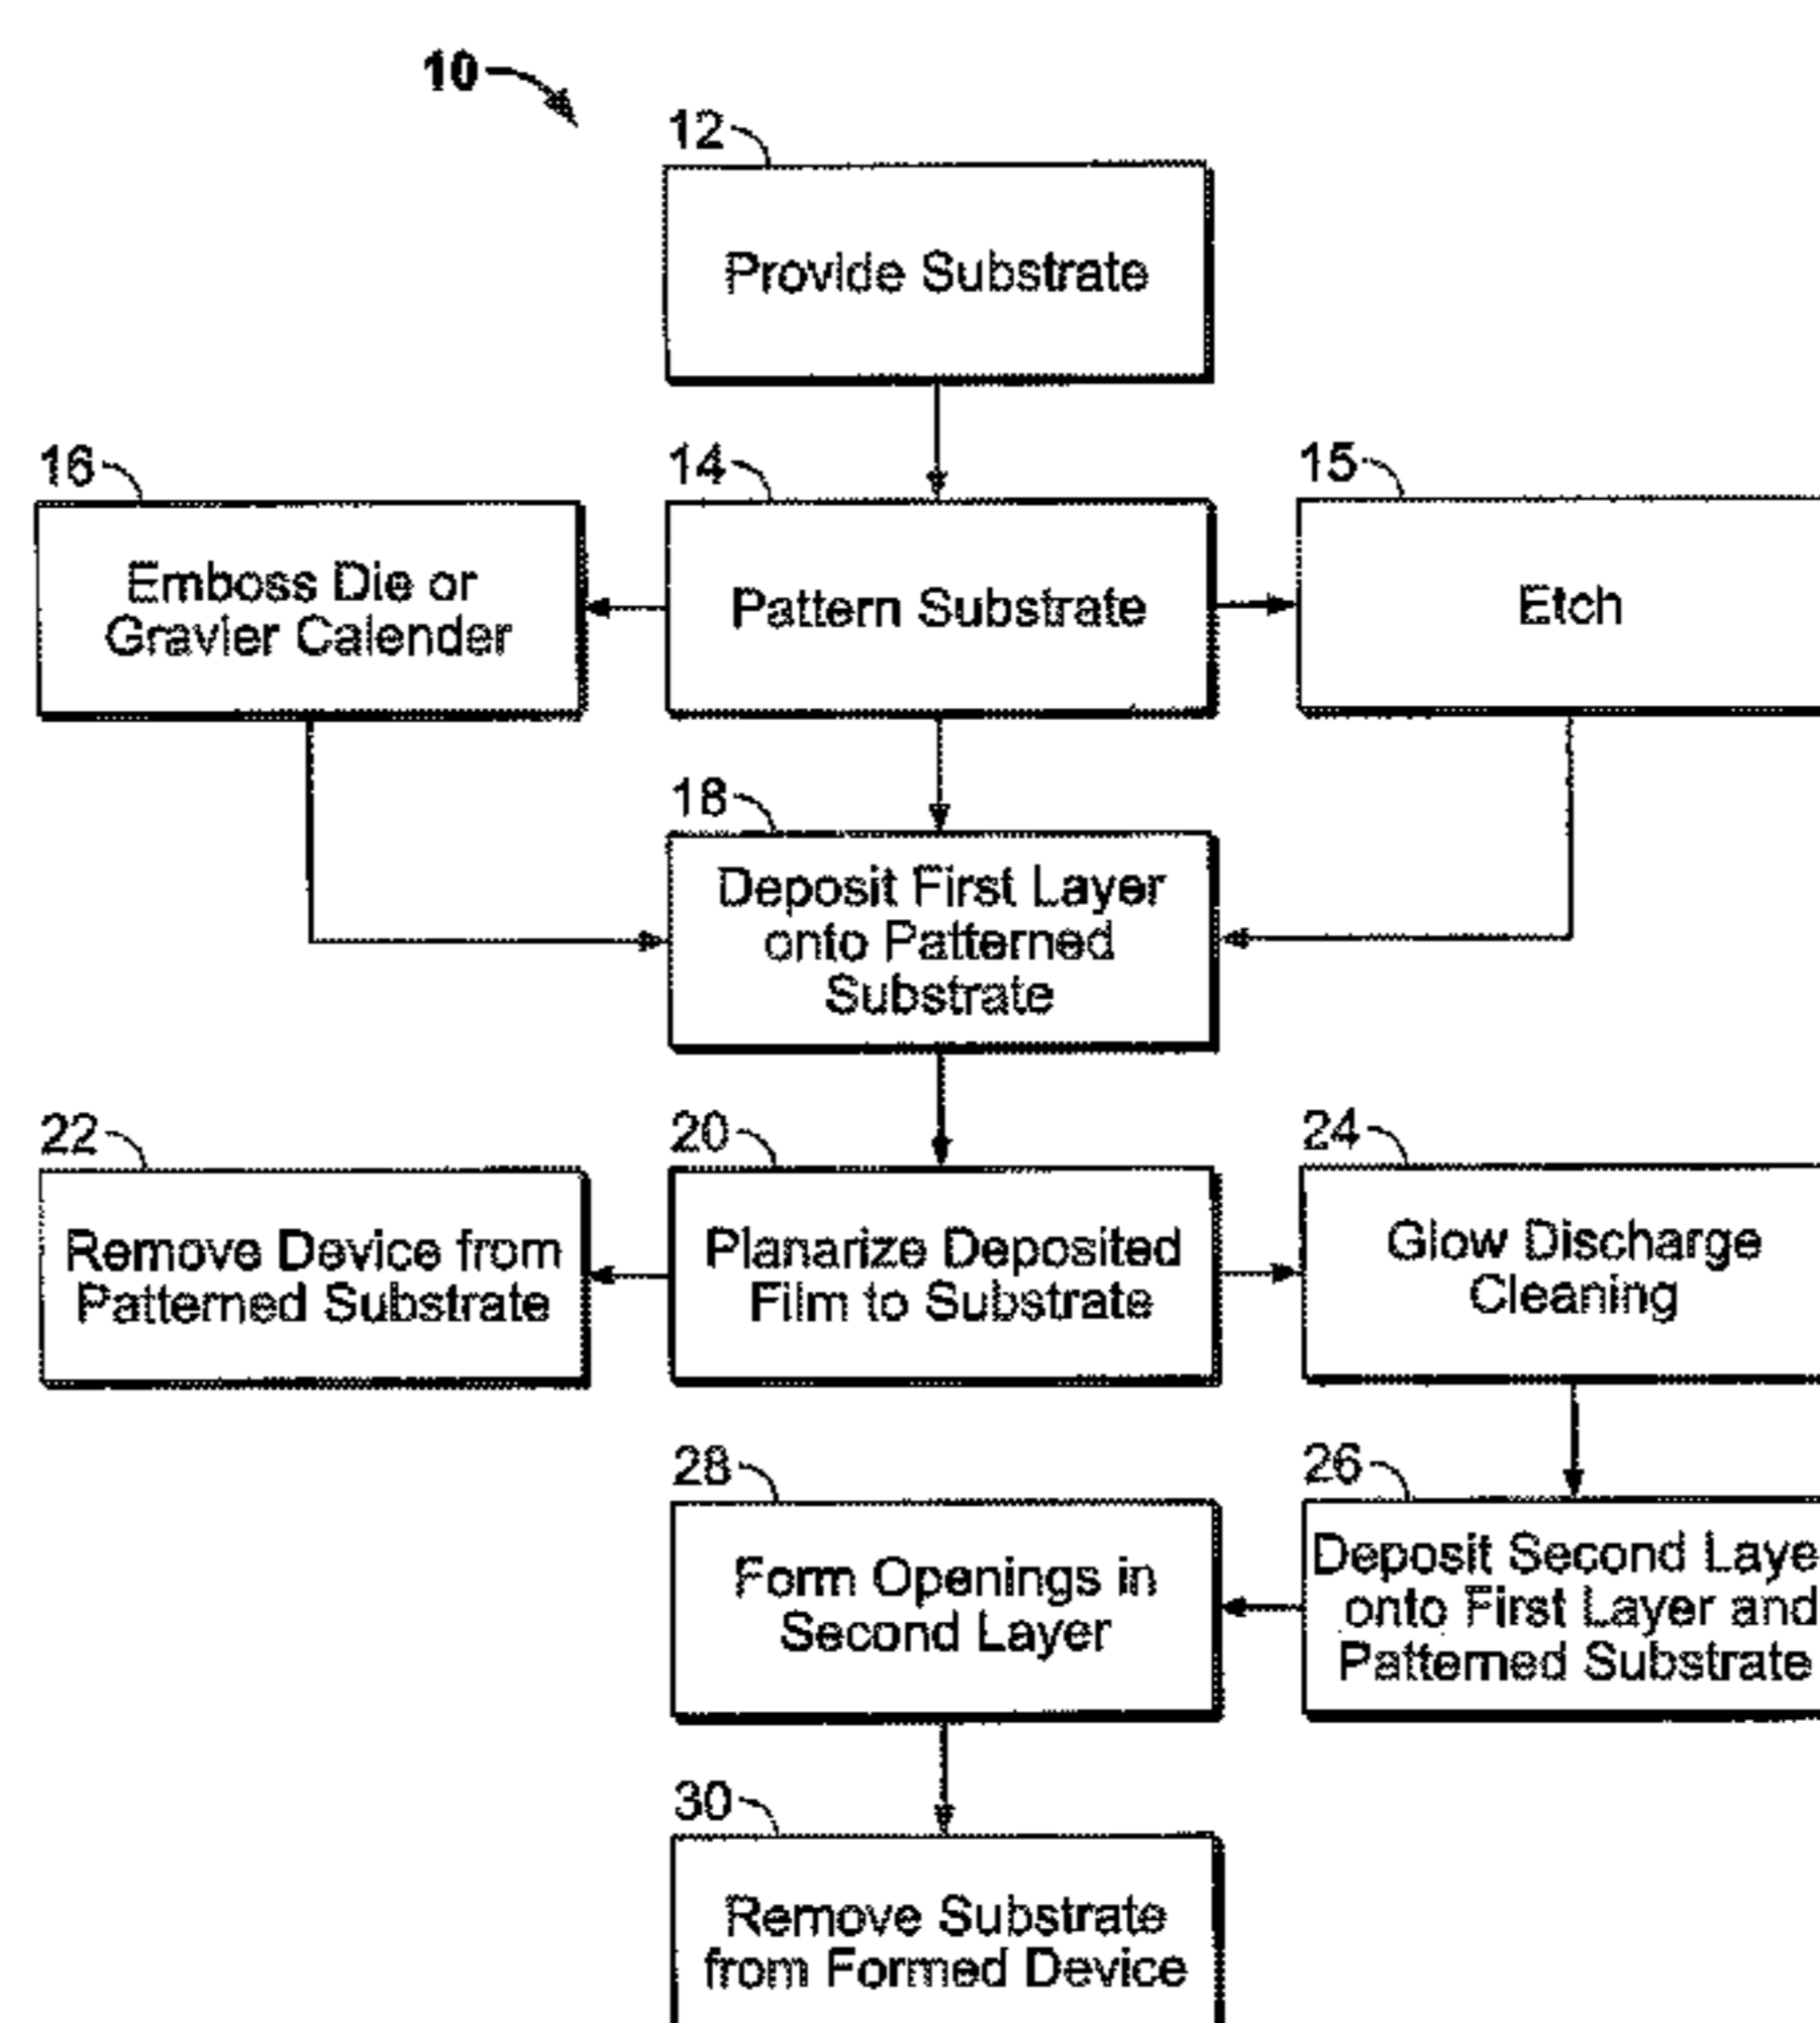 10
12
Provide Substrate
16
14
15
Emboss Die or
Gravier Calender
Pattern Substrate
Etch
18
Deposit First Layer
onto Patterned
Substrate
22
20
24
Remove Device from
Patterned Substrate
Planarize Deposited
Film to Substrate
Glow Discharge
Cleaning
28
26
Form Openings in
Second Layer
Deposit Second Laye
onto First Layer and
Patterned Substrate
30
Remove Substrate
from Formed Device